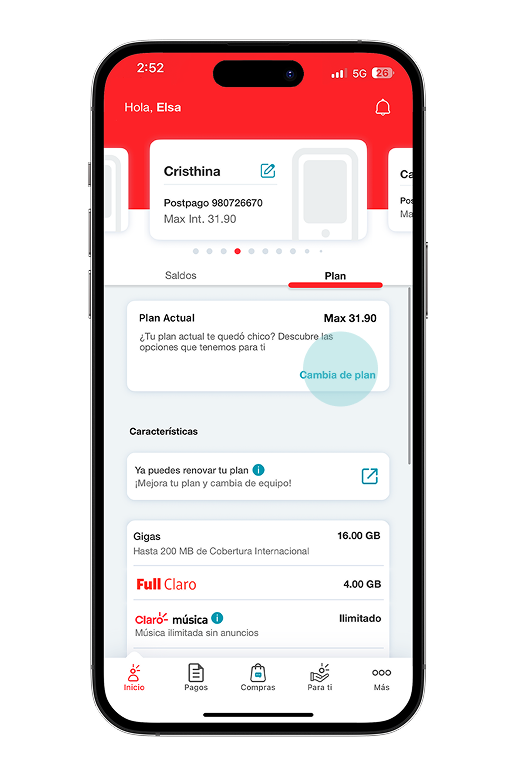 2:52
5G 26
Hola, Elsa
Cristhina
Postpago 980726670
Max Int. 31.90
Ca
Pos
Ma
Saldos
Plan
Plan Actual
Max 31.90
¿Tu plan actual te quedó chico? Descubre las
opciones que tenemos para ti
Cambia de plan
Características
Ya puedes renovar tu plan i
¡Mejora tu plan y cambia de equipo!
Gigas
16.00 GB
Hasta 200 MB de Cobertura Internacional
Full Claro
4.00 GB
Claro música i
Ilimitado
Música ilimitada sin anuncios
Inicio
Pagos
Compras
Para ti
Más